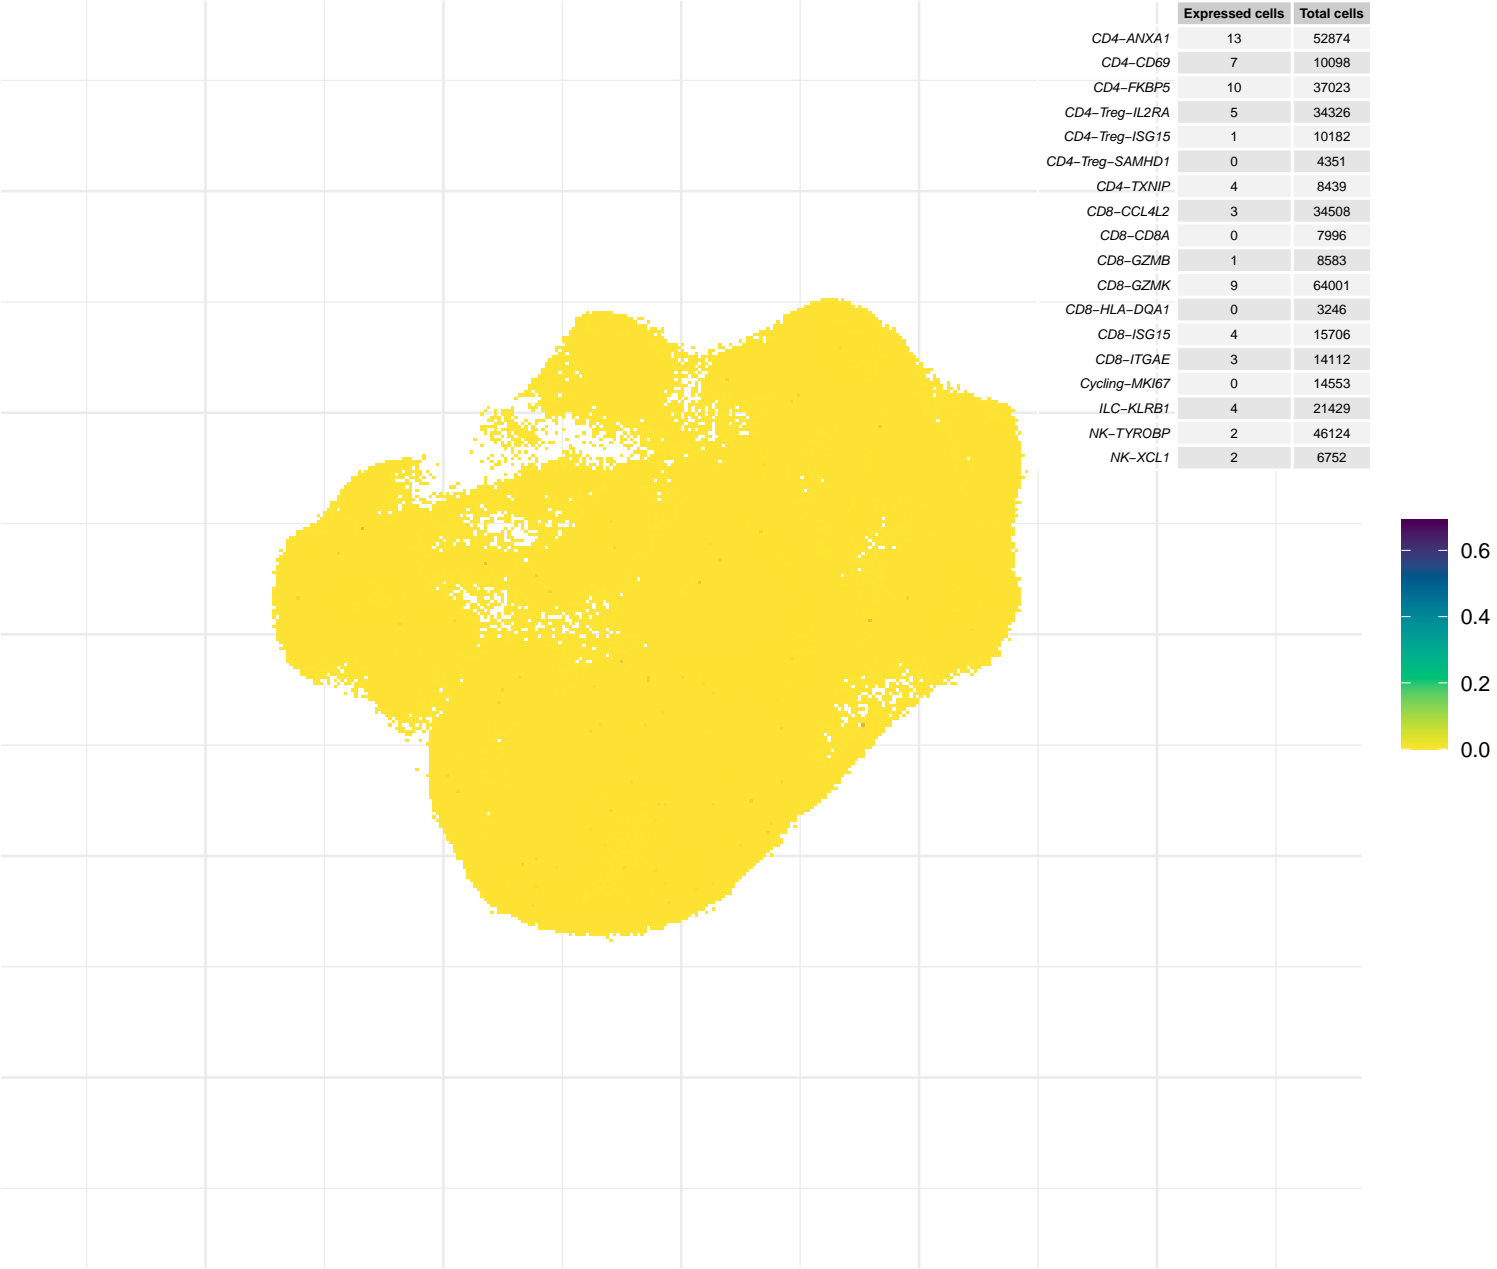 Expressed cells Total cells
CD4−ANXA1 13 52874
CD4−CD69 7 10098
CD4−FKBP5 10 37023
CD4−Treg−IL2RA 5 34326
CD4−Treg−ISG15 1 10182
CD4−Treg−SAMHD1 0 4351
CD4−TXNIP 4 8439
CD8−CCL4L2 3 34508
CD8−CD8A 0 7996
CD8−GZMB 1 8583
CD8−GZMK 9 64001
CD8−HLA−DQA1 0 3246
CD8−ISG15 4 15706
CD8−ITGAE 3 14112
Cycling−MKI67 0 14553
ILC−KLRB1 4 21429
NK−TYROBP 2 46124
NK−XCL1 2 6752
0.6
0.4
0.2
0.0